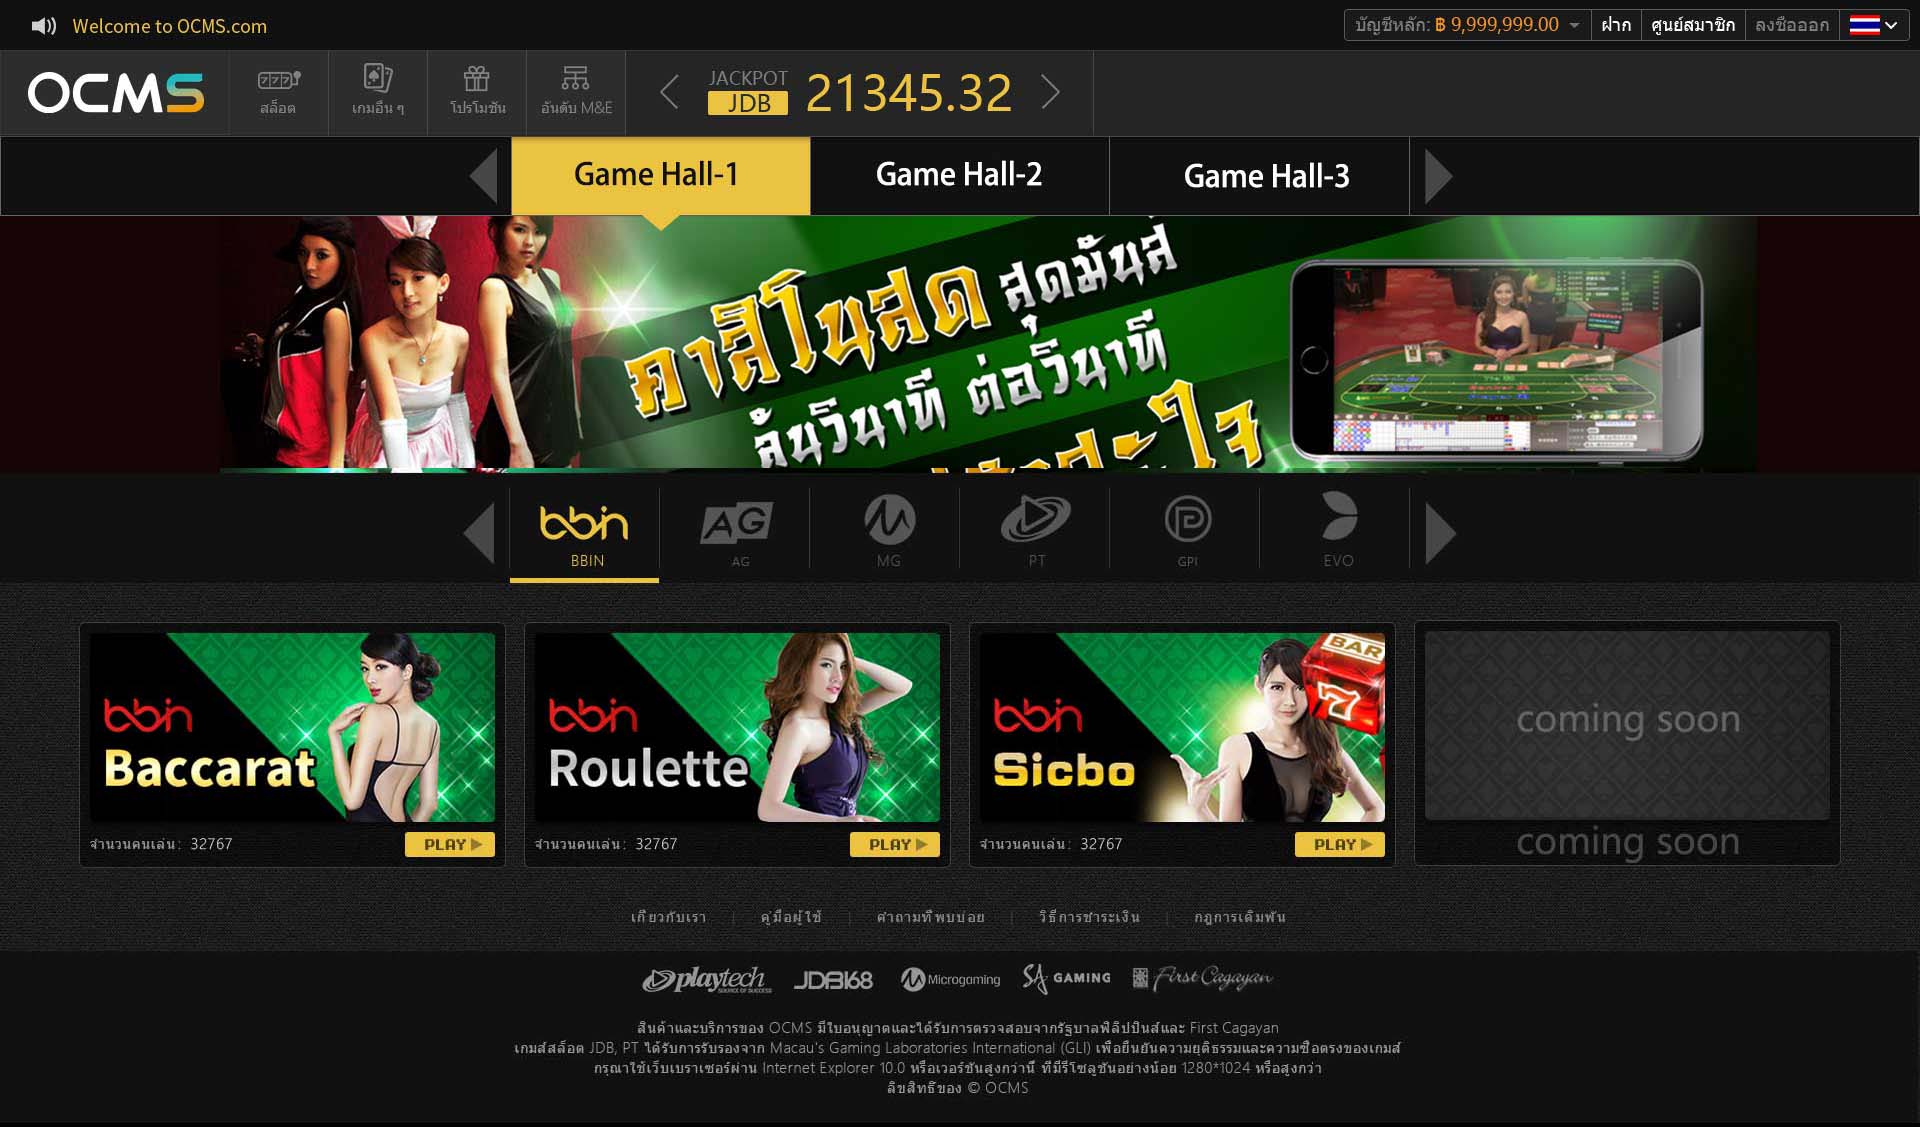 Welcome to OCMS.com
บัญชีหลัก: ฿ 9,999,999.00
ฝาก
ศูนย์สมาชิก
ลงชื่อออก
OCMS
สล็อต
เกมอื่น ๆ
โปรโมชั่น
อันดับ M&E
JACKPOT
JDB
21345.32
Game Hall-1
Game Hall-2
Game Hall-3
คาสิโนสด สุดมันส์
ลุ้นวินาที ต่อวินาที
bbin
BBIN
AG
AG
MG
PT
GPI
EVO
bbin
Baccarat
จำนวนคนเล่น : 32767
PLAY
bbin
Roulette
จำนวนคนเล่น : 32767
PLAY
BAR
7
bbin
Sicbo
จำนวนคนเล่น : 32767
PLAY
coming soon
coming soon
เกี่ยวกับเรา | คู่มือผู้ใช้ | คำถามที่พบบ่อย | วิธีการชำระเงิน | กฎการเดิมพัน
playtech SOURCE OF SUCCESS
JDB168
Microgaming
SA GAMING
First Cagayan
สินค้าและบริการของ OCMS มีใบอนุญาตและได้รับการตรวจสอบจากรัฐบาลฟิลิปปินส์และ First Cagayan
เกมส์สล็อต JDB, PT ได้รับการรับรองจาก Macau's Gaming Laboratories International (GLI) เพื่อยืนยันความยุติธรรมและความซื่อตรงของเกมส์
กรุณาใช้เว็บเบราเซอร์ผ่าน Internet Explorer 10.0 หรือเวอร์ชั่นสูงกว่านี้ ที่มีรีโซลูชั่นอย่างน้อย 1280*1024 หรือสูงกว่า
ลิขสิทธิ์ของ © OCMS